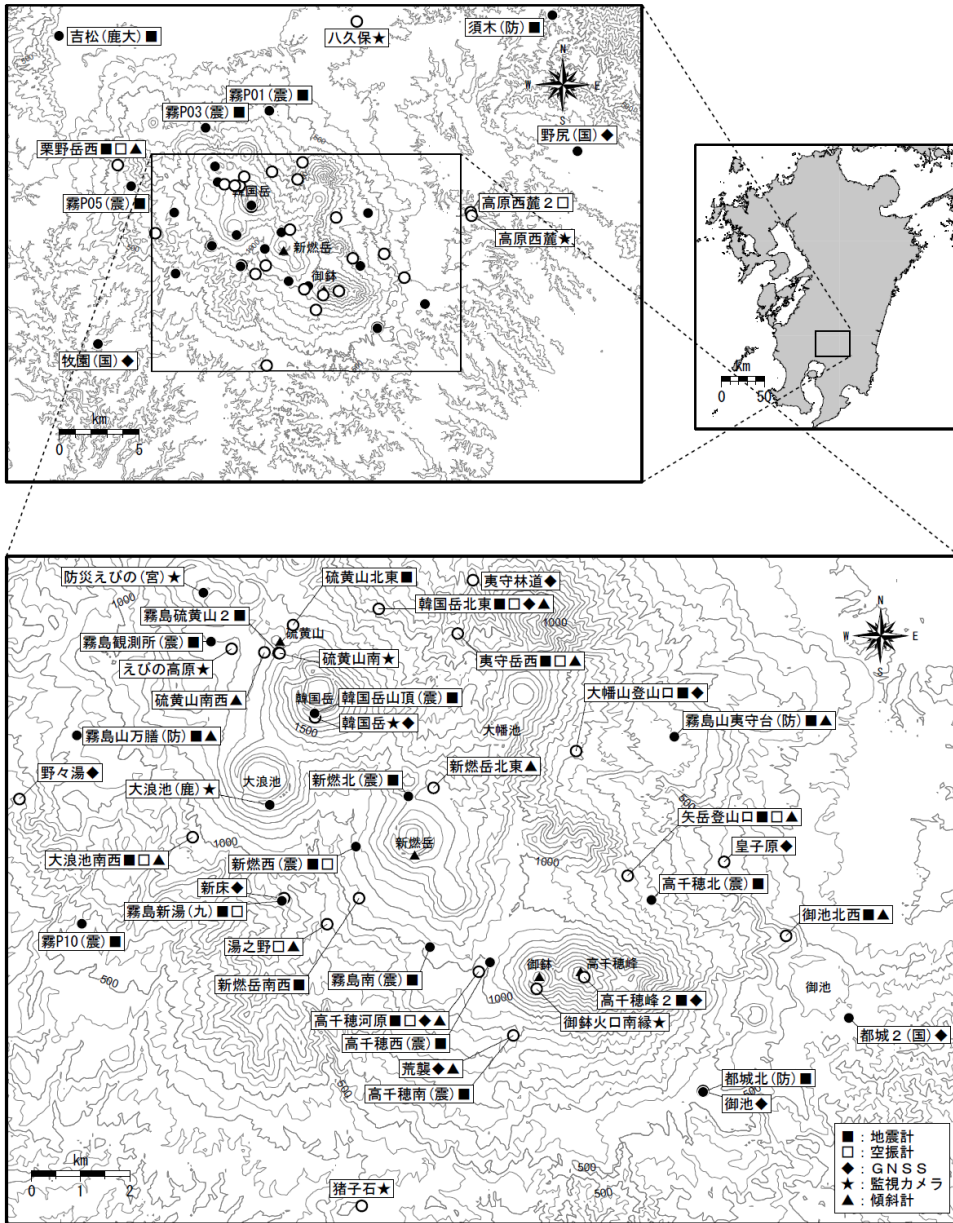 吉松(鹿大)■
八久保★
須木(防)■
N
W
E
S
霧P01(震)■
霧P03(震)■
野尻(国)◆
栗野岳西■□▲
霧P05(震)■
韓国岳
高原西麓2□
高原西麓★
新燃岳
御鉢
牧園(国)◆
km
0 5
km
0 50
防災えびの(宮)★
硫黄山北東■
夷守林道◆
1000
霧島硫黄山2■
韓国岳北東■□◆▲
1000
N
W
E
S
霧島観測所(震)■
硫黄山
えびの高原★
硫黄山南★
夷守岳西■□▲
硫黄山南西▲
韓国岳
韓国岳山頂(震)■
大幡山登山口■◆
1500
韓国岳★◆
大幡池
霧島山夷守台(防)■▲
霧島山万膳(防)■▲
野々湯◆
大浪池
新燃北(震)■
新燃岳北東▲
大浪池(鹿)★
500
矢岳登山口■□▲
大浪池南西■□▲
1000
新燃西(震)■□
新燃岳
1000
皇子原◆
500
新床◆
高千穂北(震)■
霧島新湯(九)■□
御池北西■▲
霧P10(震)■
湯之野□▲
新燃岳南西■
霧島南(震)■
御鉢
高千穂峰
500
1000
高千穂峰2■◆
御池
高千穂河原■□◆▲
御鉢火口南縁★
高千穂西(震)■
都城2(国)◆
荒襲◆▲
高千穂南(震)■
都城北(防)■
御池◆
500
500
■:地震計
□:空振計
◆:GNSS
★:監視カメラ
▲:傾斜計
km
0 1 2
500
500
猪子石★